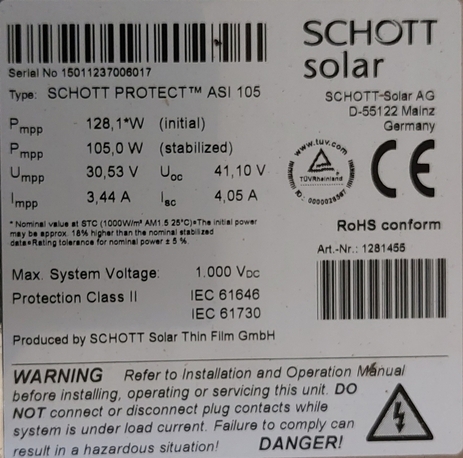 SCHOTT
solar
Serial No 15011237006017
Type: SCHOTT PROTECT™ ASI 105
SCHOTT-Solar AG
D-55122 Mainz
Germany
Pmpp 128,1*W (initial)
Pmpp 105,0 W (stabilized)
Umpp 30,53 V Uoc 41,10 V
Impp 3,44 A Isc 4,05 A
www.tuv.com
TÜVRheinland
CE
* Nominal value at STC (1000W/m² AM1.5 25°C)=The initial power
may be approx. 18% higher than the nominal stabilized
data=Rating tolerance for nominal power ± 5 %.
RoHS conform
Art.-Nr.: 1281455
Max. System Voltage: 1.000 VDC
Protection Class II IEC 61646
IEC 61730
Produced by SCHOTT Solar Thin Film GmbH
WARNING Refer to Installation and Operation Manual
before installing, operating or servicing this unit. DO
NOT connect or disconnect plug contacts while
system is under load current. Failure to comply can
result in a hazardous situation! DANGER!